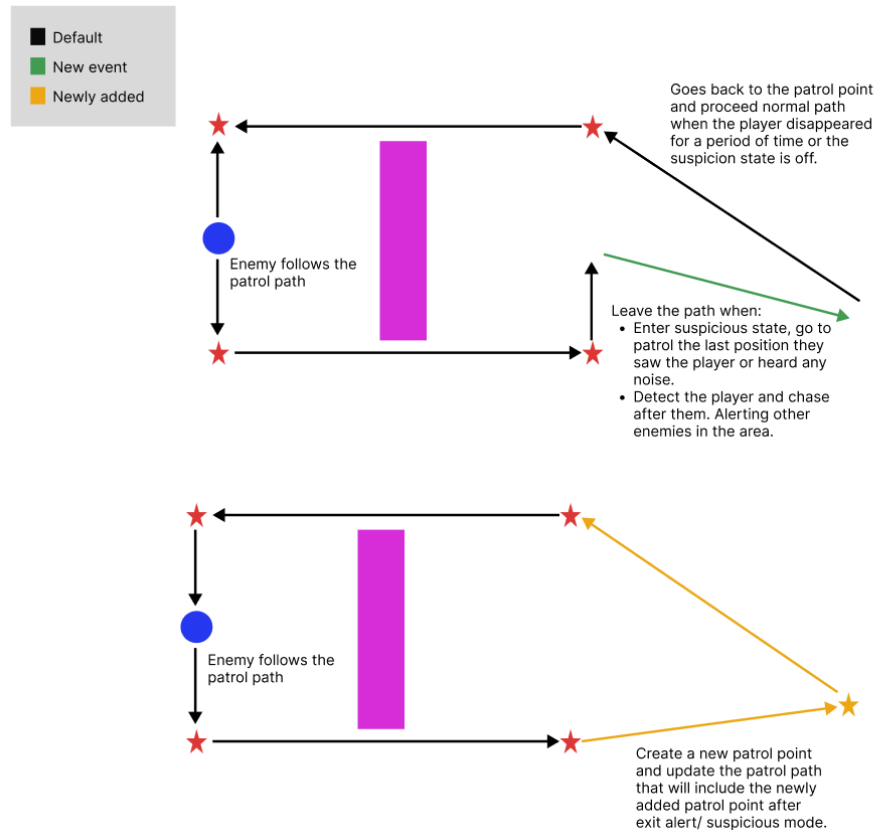 Default
New event
Newly added
Goes back to the patrol point
and proceed normal path
when the player disappeared
for a period of time or the
suspicion state is off.
Enemy follows the
patrol path
Leave the path when:
• Enter suspicious state, go to
patrol the last position they
saw the player or heard any
noise.
• Detect the player and chase
after them. Alerting other
enemies in the area.
Enemy follows the
patrol path
Create a new patrol point
and update the patrol path
that will include the newly
added patrol point after
exit alert/ suspicious mode.